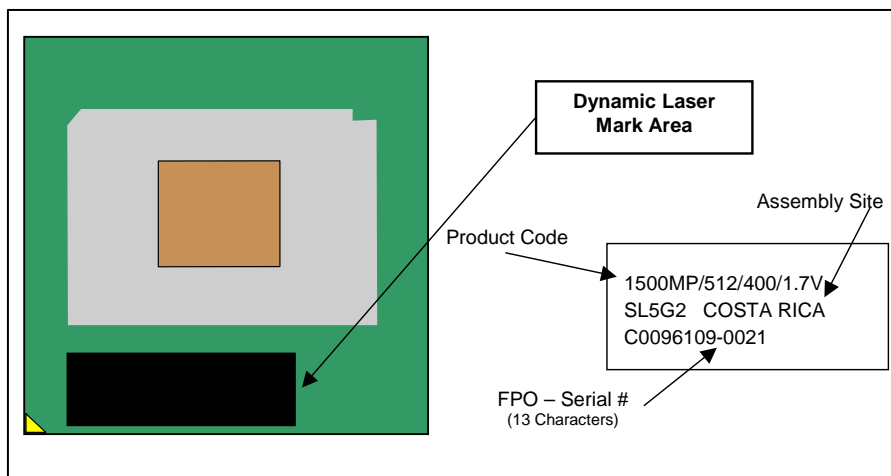 Dynamic Laser
Mark Area
Assembly Site
Product Code
1500MP/512/400/1.7V
SL5G2 COSTA RICA
C0096109-0021
FPO – Serial #
(13 Characters)